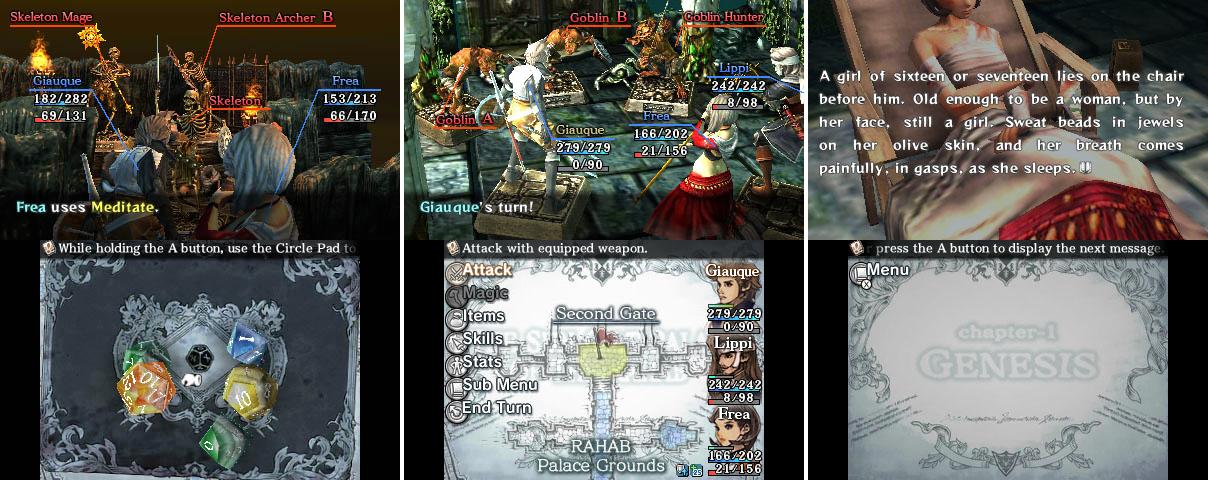 Skeleton Mage
Skeleton Archer B
Giauque
182/282
69/131
Skeleton
Frea
153/213
66/170
Frea uses Meditate.
While holding the A button, use the Circle Pad to
Goblin B
Goblin Hunter
Lippi
242/242
8/98
Goblin A
Giauque
279/279
0/90
Frea
166/202
21/156
Giauque's turn!
Attack with equipped weapon.
Attack
Magic
Items
Skills
Stats
Sub Menu
End Turn
Second Gate
RAHAB
Palace Grounds
Giauque
279/279
0/90
Lippi
242/242
8/98
Frea
166/202
21/156
A girl of sixteen or seventeen lies on the chair
before him. Old enough to be a woman, but by
her face, still a girl. Sweat beads in jewels
on her olive skin, and her breath comes
painfully, in gasps, as she sleeps.
r press the A button to display the next message.
Menu
chapter-1
GENESIS